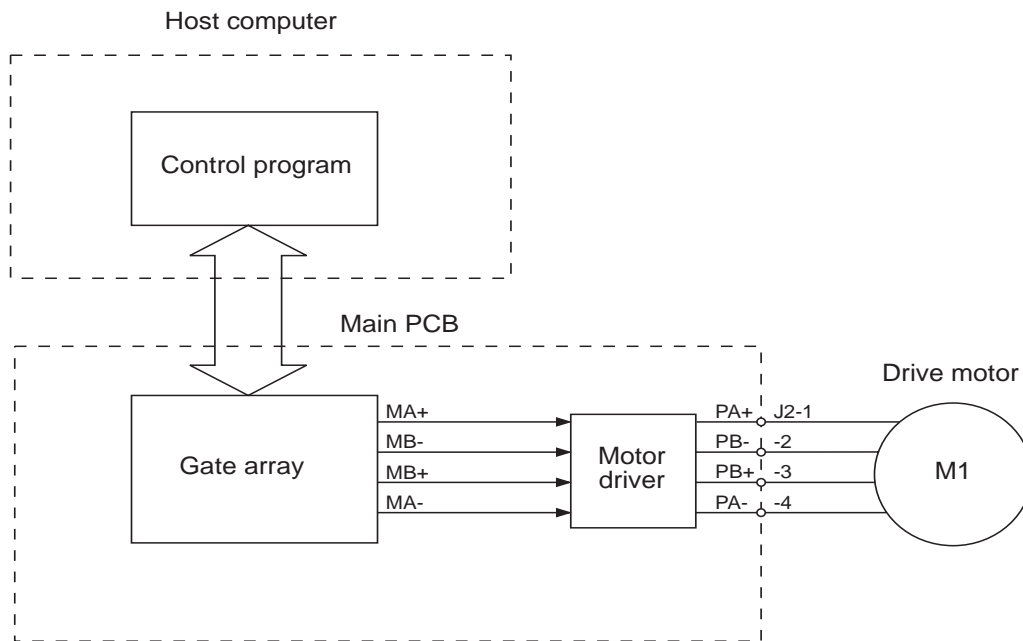 Host computer
Control program
Main PCB
Drive motor
Gate array
MA+
MB-
MB+
MA-
Motor
driver
PA+ J2-1
PB- -2
PB+ -3
PA- -4
M1